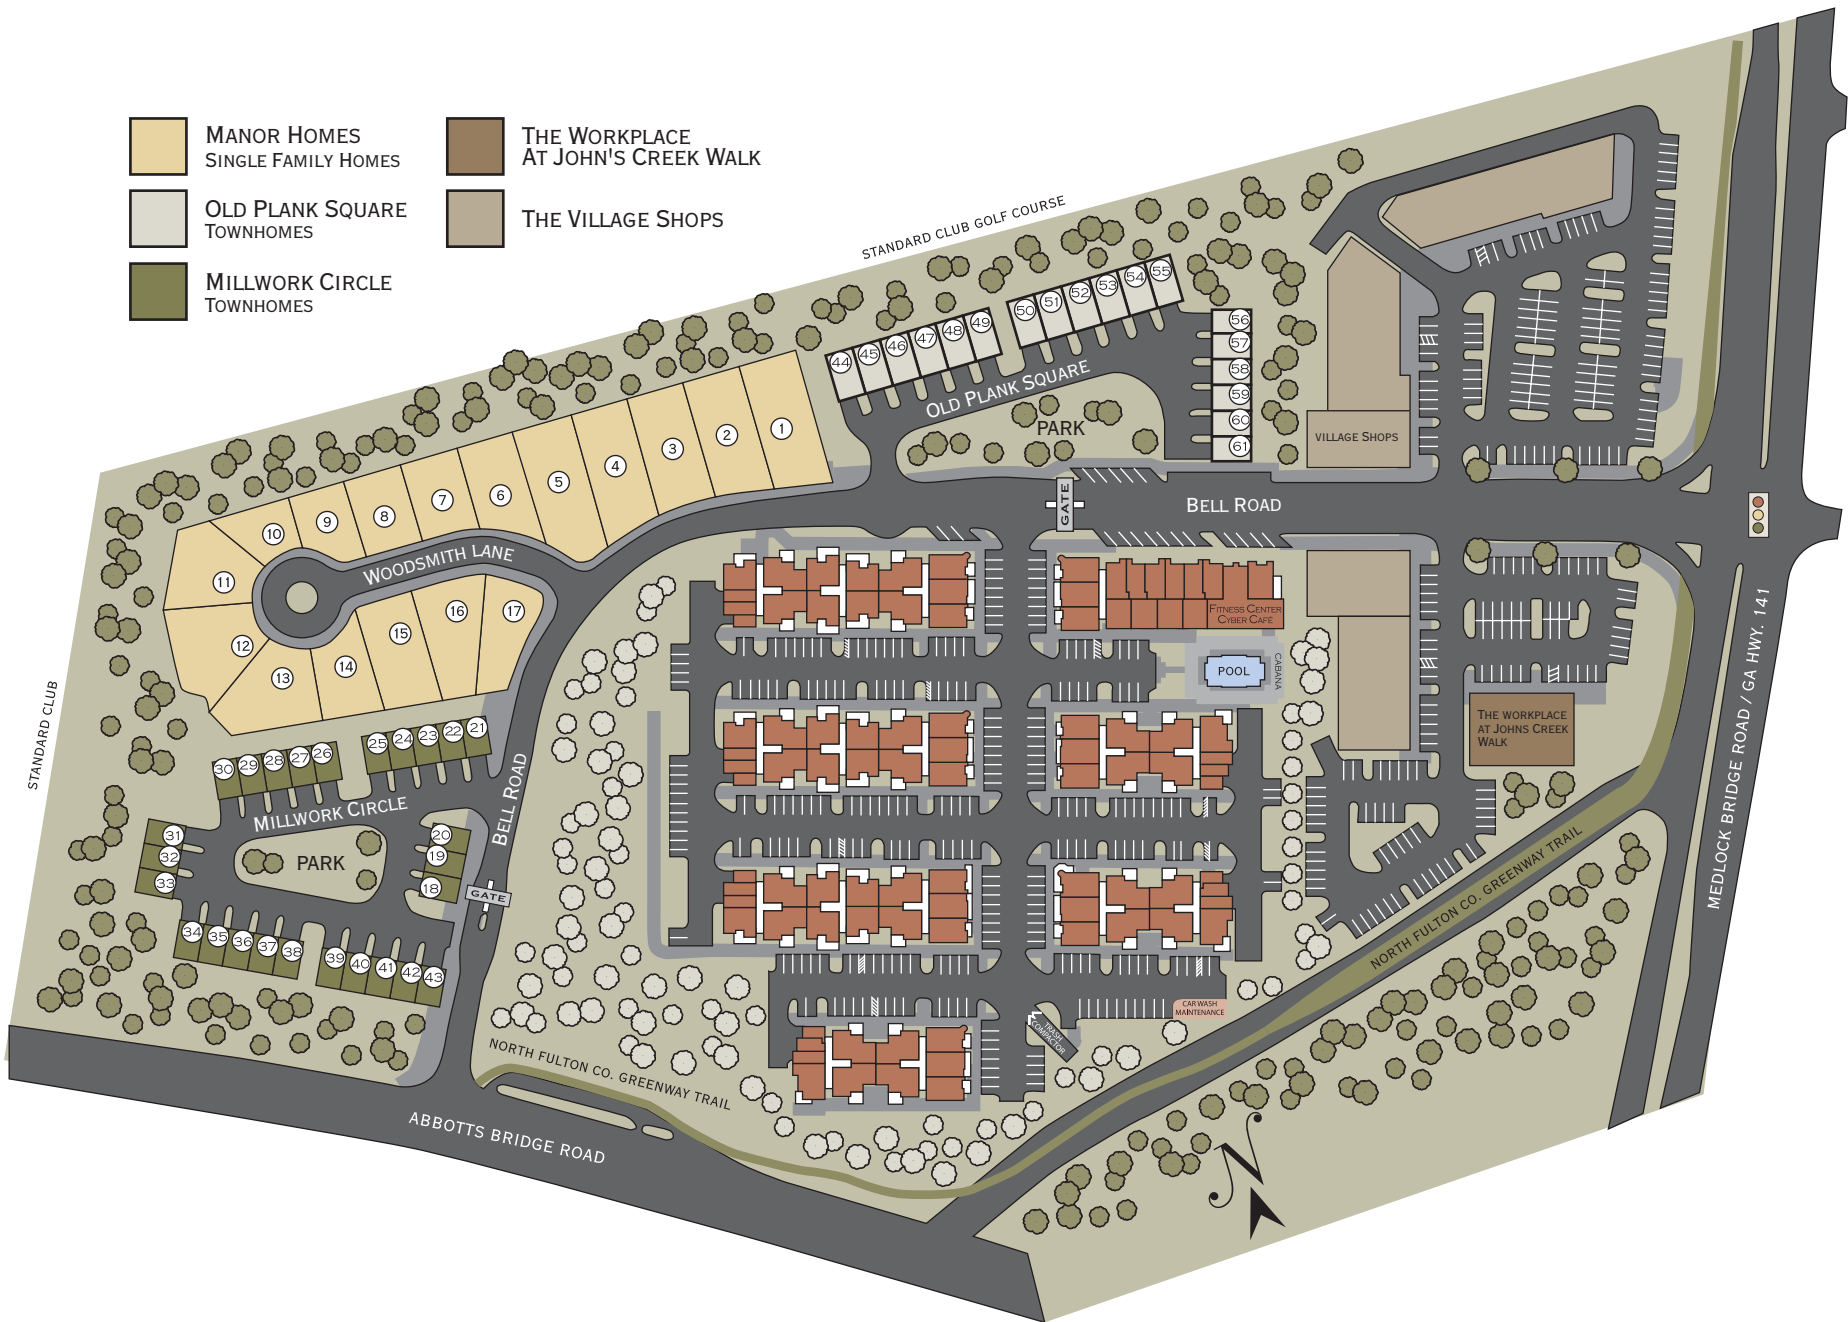 MANOR HOMES
SINGLE FAMILY HOMES
OLD PLANK SQUARE
TOWNHOMES
MILLWORK CIRCLE
TOWNHOMES
THE WORKPLACE
AT JOHN'S CREEK WALK
THE VILLAGE SHOPS
STANDARD CLUB GOLF COURSE
STANDARD CLUB
44
45
46
47
48
49
50
51
52
53
54
55
56
57
58
59
60
61
OLD PLANK SQUARE
PARK
VILLAGE SHOPS
GATE
BELL ROAD
1
2
3
4
5
6
7
8
9
10
11
12
13
14
15
16
17
WOODSMITH LANE
FITNESS CENTER
CYBER CAFÉ
POOL
CABANA
THE WORKPLACE
AT JOHNS CREEK
WALK
30
29
28
27
26
25
24
23
22
21
MILLWORK CIRCLE
BELL ROAD
20
19
18
31
32
33
PARK
GATE
34
35
36
37
38
39
40
41
42
43
CAR WASH
MAINTENANCE
TRASH
COMPACTOR
NORTH FULTON CO. GREENWAY TRAIL
NORTH FULTON CO. GREENWAY TRAIL
ABBOTTS BRIDGE ROAD
MEDLOCK BRIDGE ROAD / GA HWY. 141
N